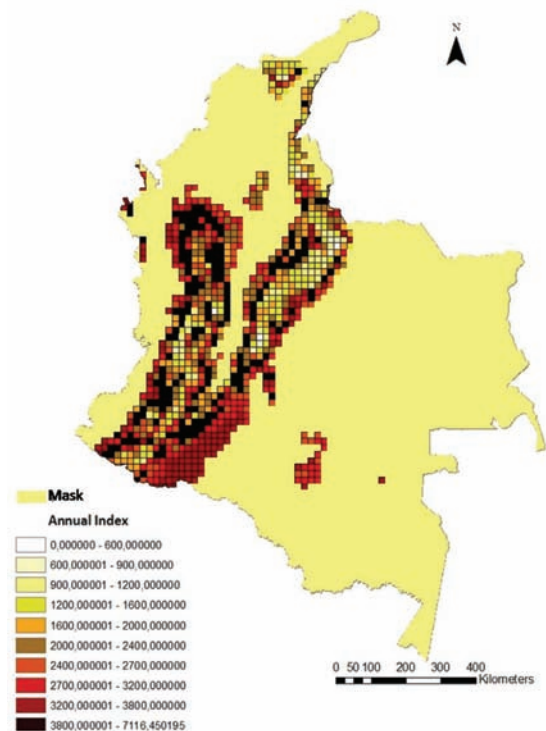 N
Mask
Annual Index
0,000000 - 600,000000
600,000001 - 900,000000
900,000001 - 1200,000000
1200,000001 - 1600,000000
1600,000001 - 2000,000000
2000,000001 - 2400,000000
2400,000001 - 2700,000000
2700,000001 - 3200,000000
3200,000001 - 3800,000000
3800,000001 - 7116,450195
0 50 100 200 300 400
Kilometers